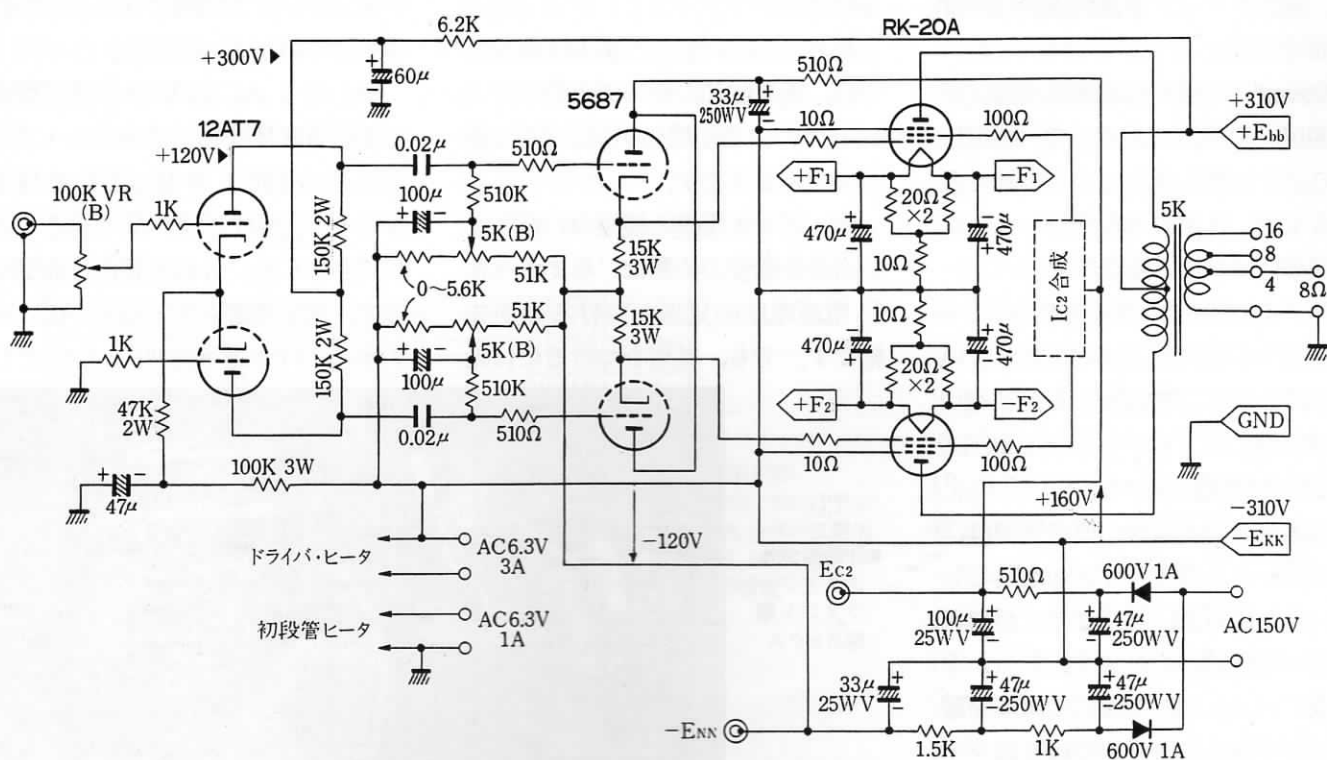 6.2K
RK-20A
+300V
60μ
510Ω
5687
33μ
250WV
+310V
+Ebb
12AT7
+120V
0.02μ
510Ω
10Ω
100Ω
100K VR
(B)
1K
150K 2W
100μ
510K
+F1
-F1
20Ω
×2
5K
16
8
4
8Ω
470μ
470μ
5K(B)
51K
15K
3W
10Ω
Ic2 合成
0~5.6K
51K
15K
3W
10Ω
1K
150K 2W
5K(B)
100μ
510K
470μ
470μ
20Ω
×2
+F2
-F2
47K
2W
0.02μ
510Ω
10Ω
100Ω
GND
100K 3W
47μ
+160V
-310V
-EKK
-120V
ドライバ・ヒータ
AC6.3V
3A
初段管ヒータ
AC6.3V
1A
EC2
510Ω
600V 1A
100μ
25WV
47μ
250WV
AC150V
33μ
25WV
47μ
250WV
47μ
250WV
-ENN
1.5K
1K
600V 1A